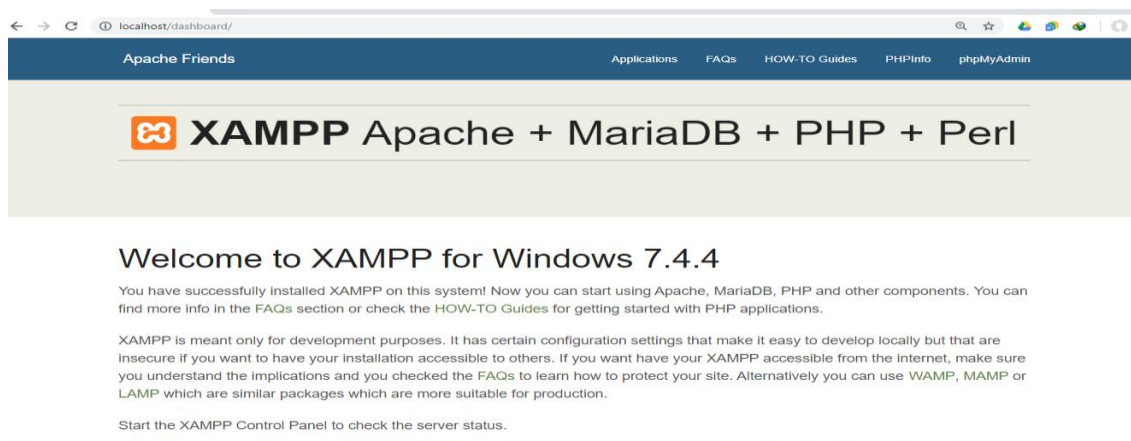 localhost/dashboard/
Apache Friends
Applications FAQs HOW-TO Guides PHPInfo phpMyAdmin
XAMPP Apache + MariaDB + PHP + Perl
Welcome to XAMPP for Windows 7.4.4
You have successfully installed XAMPP on this system! Now you can start using Apache, MariaDB, PHP and other components. You can
find more info in the FAQs section or check the HOW-TO Guides for getting started with PHP applications.
XAMPP is meant only for development purposes. It has certain configuration settings that make it easy to develop locally but that are
insecure if you want to have your installation accessible to others. If you want have your XAMPP accessible from the internet, make sure
you understand the implications and you checked the FAQs to learn how to protect your site. Alternatively you can use WAMP, MAMP or
LAMP which are similar packages which are more suitable for production.
Start the XAMPP Control Panel to check the server status.